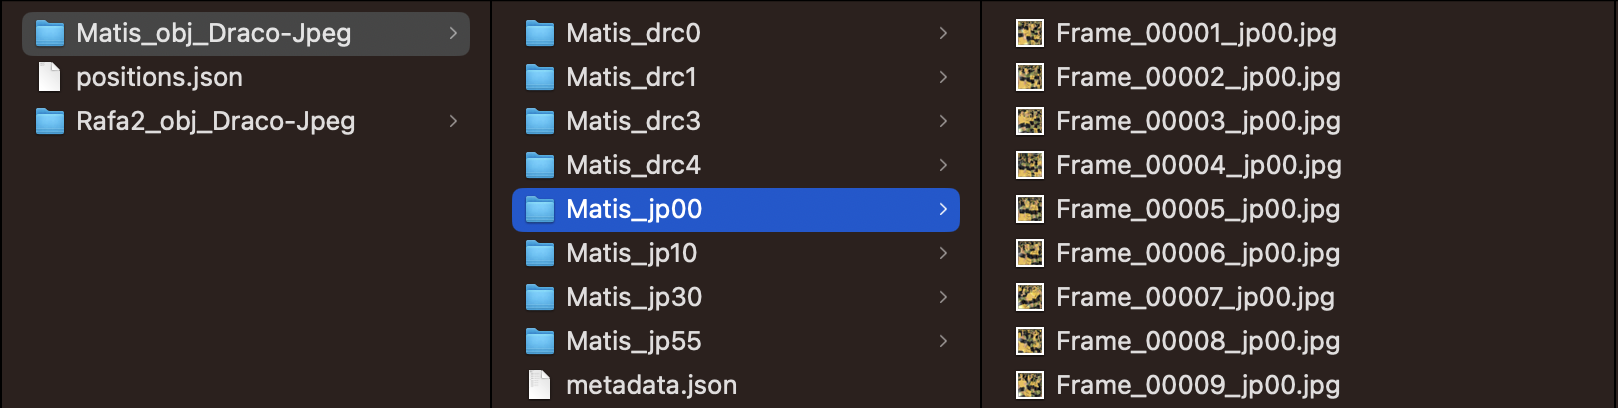 Matis_obj_Draco-Jpeg
positions.json
Rafa2_obj_Draco-Jpeg
Matis_drc0
Matis_drc1
Matis_drc3
Matis_drc4
Matis_jp00
Matis_jp10
Matis_jp30
Matis_jp55
metadata.json
Frame_00001_jp00.jpg
Frame_00002_jp00.jpg
Frame_00003_jp00.jpg
Frame_00004_jp00.jpg
Frame_00005_jp00.jpg
Frame_00006_jp00.jpg
Frame_00007_jp00.jpg
Frame_00008_jp00.jpg
Frame_00009_jp00.jpg